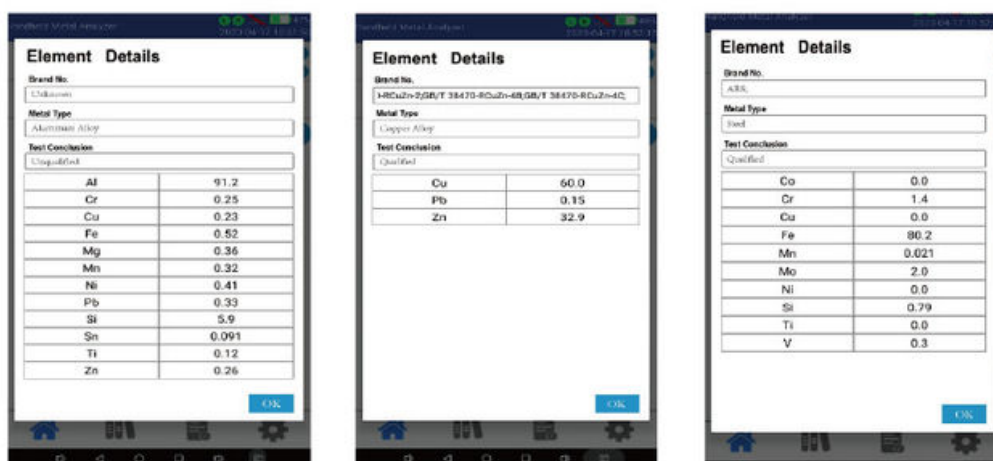 Element Details
Brand No.
Unknown
Metal Type
Aluminum Alloy
Test Conclusion
Unqualified
Al 91.2
Cr 0.25
Cu 0.23
Fe 0.52
Mg 0.36
Mn 0.32
Ni 0.41
Pb 0.33
Si 5.9
Sn 0.091
Ti 0.12
Zn 0.26
OK
Element Details
Brand No.
RCuZn-2;GB/T 38470-RCuZn-4B;GB/T 38470-RCuZn-4C;
Metal Type
Copper Alloy
Test Conclusion
Qualified
Cu 60.0
Pb 0.15
Zn 32.9
OK
Handheld Metal Analyzer
Element Details
Brand No.
Metal Type
Steel
Test Conclusion
Qualified
Co 0.0
Cr 1.4
Cu 0.0
Fe 80.2
Mn 0.021
Mo 2.0
Ni 0.0
Si 0.79
Ti 0.0
V 0.3
OK